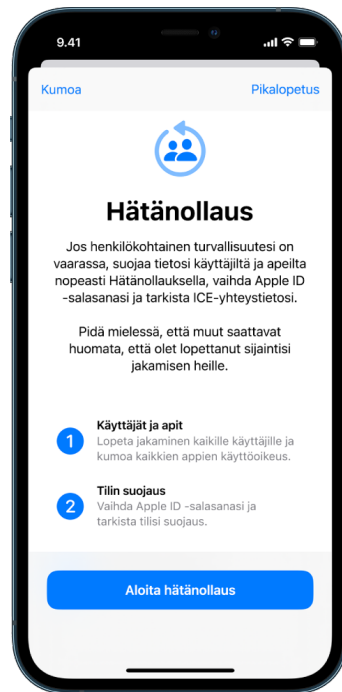 9.41
Kumoa
Pikalopetus
Hätänollaus
Jos henkilökohtainen turvallisuutesi on
vaarassa, suojaa tietosi käyttäjiltä ja apeilta
nopeasti Hätänollauksella, vaihda Apple ID
-salasanasi ja tarkista ICE-yhteystietosi.
Pidä mielessä, että muut saattavat
huomata, että olet lopettanut sijaintisi
jakamisen heille.
Käyttäjät ja apit
1 Lopeta jakaminen kaikille käyttäjille ja
kumoa kaikkien appien käyttöoikeus.
Tilin suojaus
2 Vaihda Apple ID -salasanasi ja
tarkista tilisi suojaus.
Aloita hätänollaus